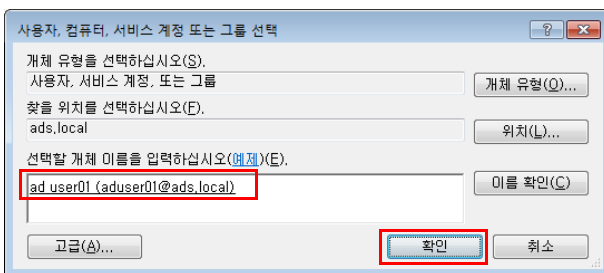 사용자, 컴퓨터, 서비스 계정 또는 그룹 선택
개체 유형을 선택하십시오(S).
사용자, 서비스 계정, 또는 그룹
개체 유형(O)...
찾을 위치를 선택하십시오(F).
ads.local
위치(L)...
선택할 개체 이름을 입력하십시오(예제)(E).
ad user01 (aduser01@ads.local)
이름 확인(C)
고급(A)...
확인
취소